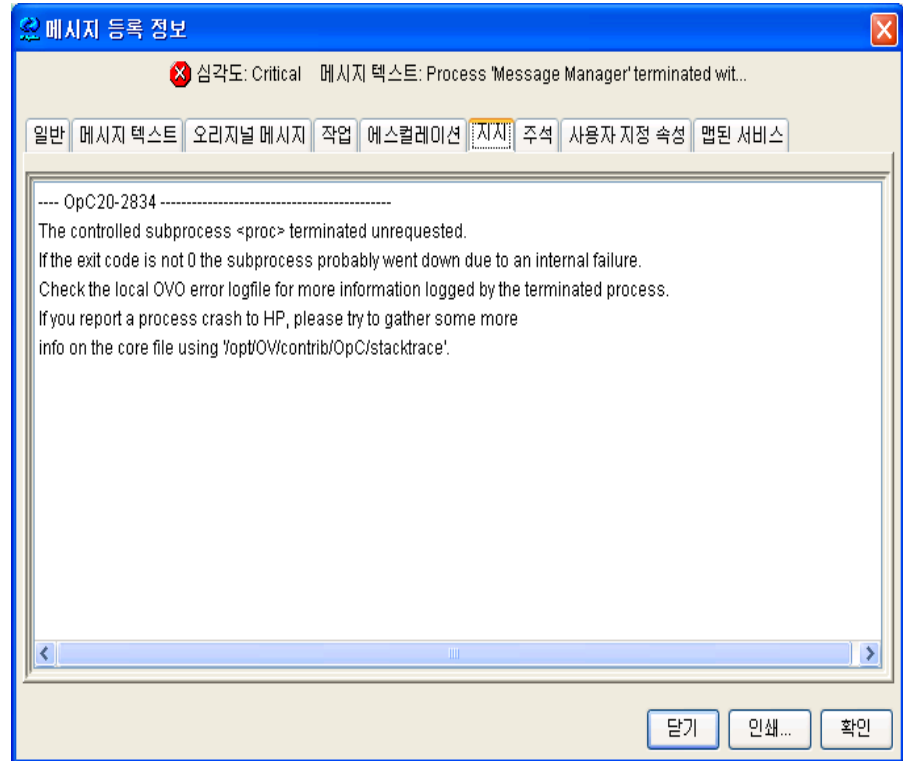 메시지 등록 정보
심각도: Critical 메시지 텍스트: Process 'Message Manager' terminated wit...
일반 메시지 텍스트 오리지널 메시지 작업 에스컬레이션 지시 주석 사용자 지정 속성 맵된 서비스
---- OpC20-2834 --------------------------------------------
The controlled subprocess <proc> terminated unrequested.
If the exit code is not 0 the subprocess probably went down due to an internal failure.
Check the local OVO error logfile for more information logged by the terminated process.
If you report a process crash to HP, please try to gather some more
info on the core file using '/opt/OV/contrib/OpC/stacktrace'.
닫기 인쇄... 확인